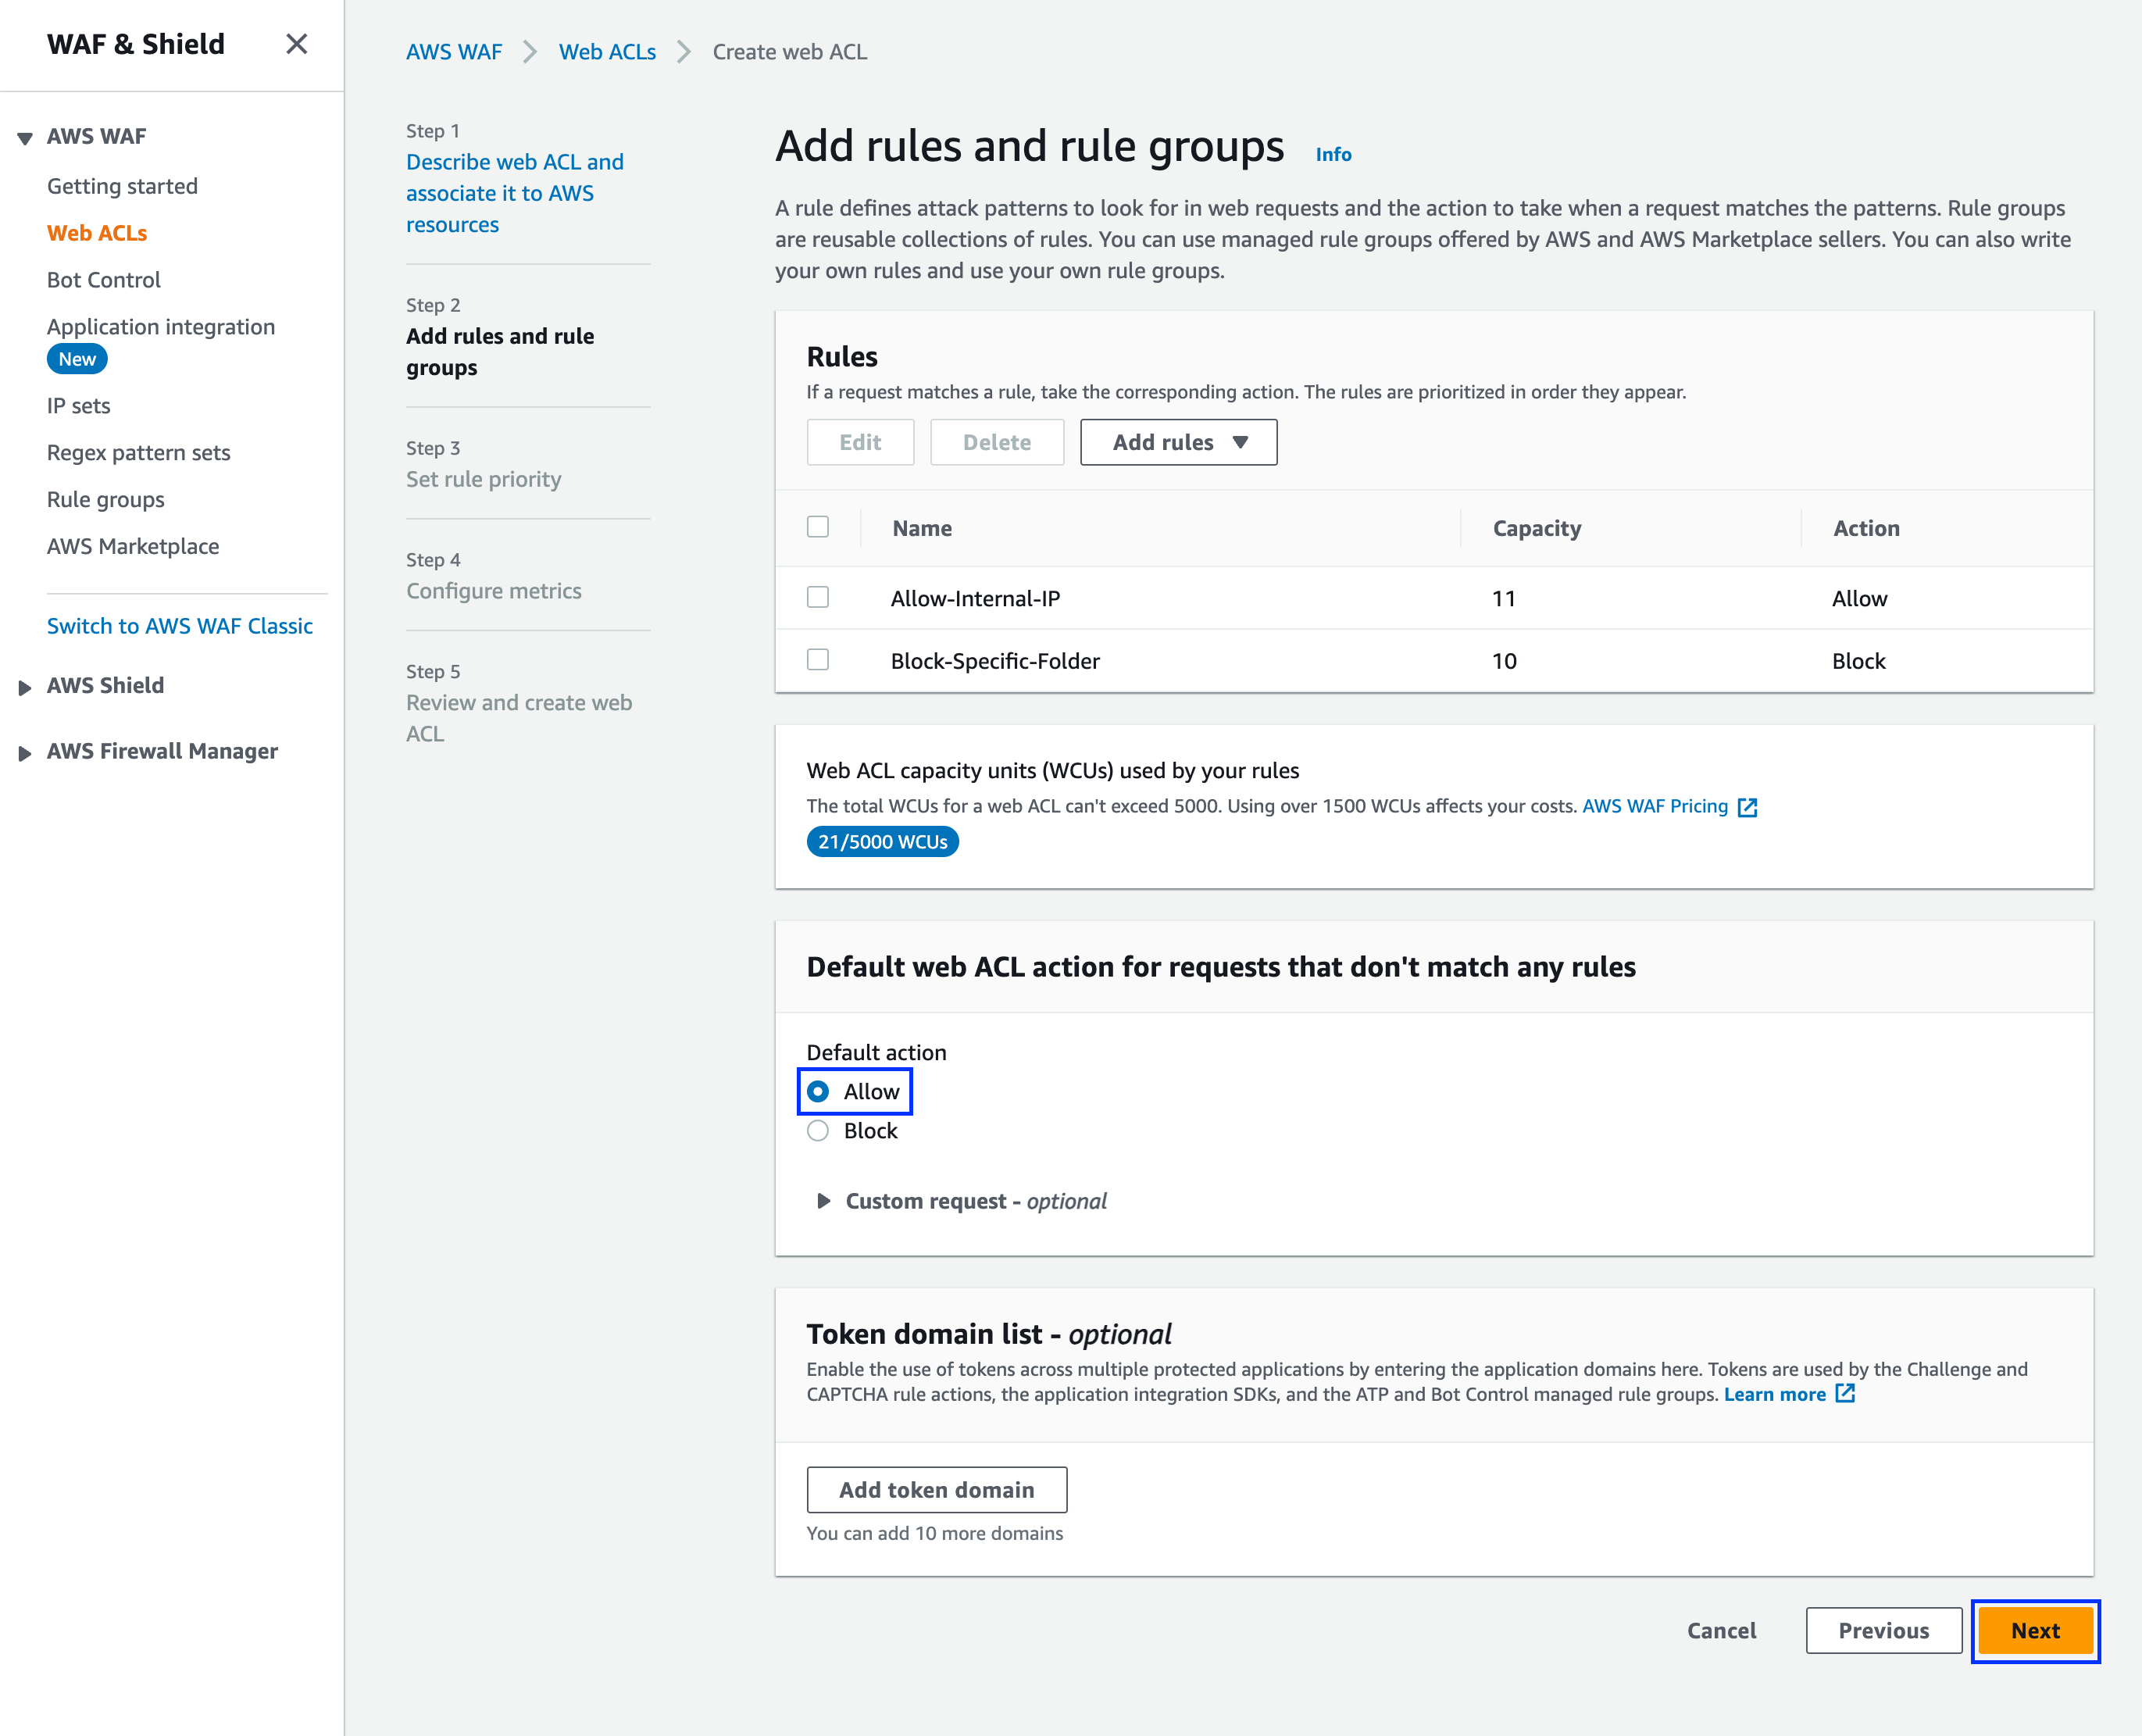 WAF & Shield
AWS WAF
Getting started
Web ACLs
Bot Control
Application integration
New
IP sets
Regex pattern sets
Rule groups
AWS Marketplace
Switch to AWS WAF Classic
AWS Shield
AWS Firewall Manager
AWS WAF > Web ACLs > Create web ACL
Step 1
Describe web ACL and
associate it to AWS
resources
Step 2
Add rules and rule
groups
Step 3
Set rule priority
Step 4
Configure metrics
Step 5
Review and create web
ACL
Add rules and rule groups Info
A rule defines attack patterns to look for in web requests and the action to take when a request matches the patterns. Rule groups
are reusable collections of rules. You can use managed rule groups offered by AWS and AWS Marketplace sellers. You can also write
your own rules and use your own rule groups.
Rules
If a request matches a rule, take the corresponding action. The rules are prioritized in order they appear.
Edit Delete Add rules
Name Capacity Action
Allow-Internal-IP 11 Allow
Block-Specific-Folder 10 Block
Web ACL capacity units (WCUs) used by your rules
The total WCUs for a web ACL can't exceed 5000. Using over 1500 WCUs affects your costs. AWS WAF Pricing
21/5000 WCUs
Default web ACL action for requests that don't match any rules
Default action
Allow
Block
Custom request - optional
Token domain list - optional
Enable the use of tokens across multiple protected applications by entering the application domains here. Tokens are used by the Challenge and
CAPTCHA rule actions, the application integration SDKs, and the ATP and Bot Control managed rule groups. Learn more
Add token domain
You can add 10 more domains
Cancel Previous Next